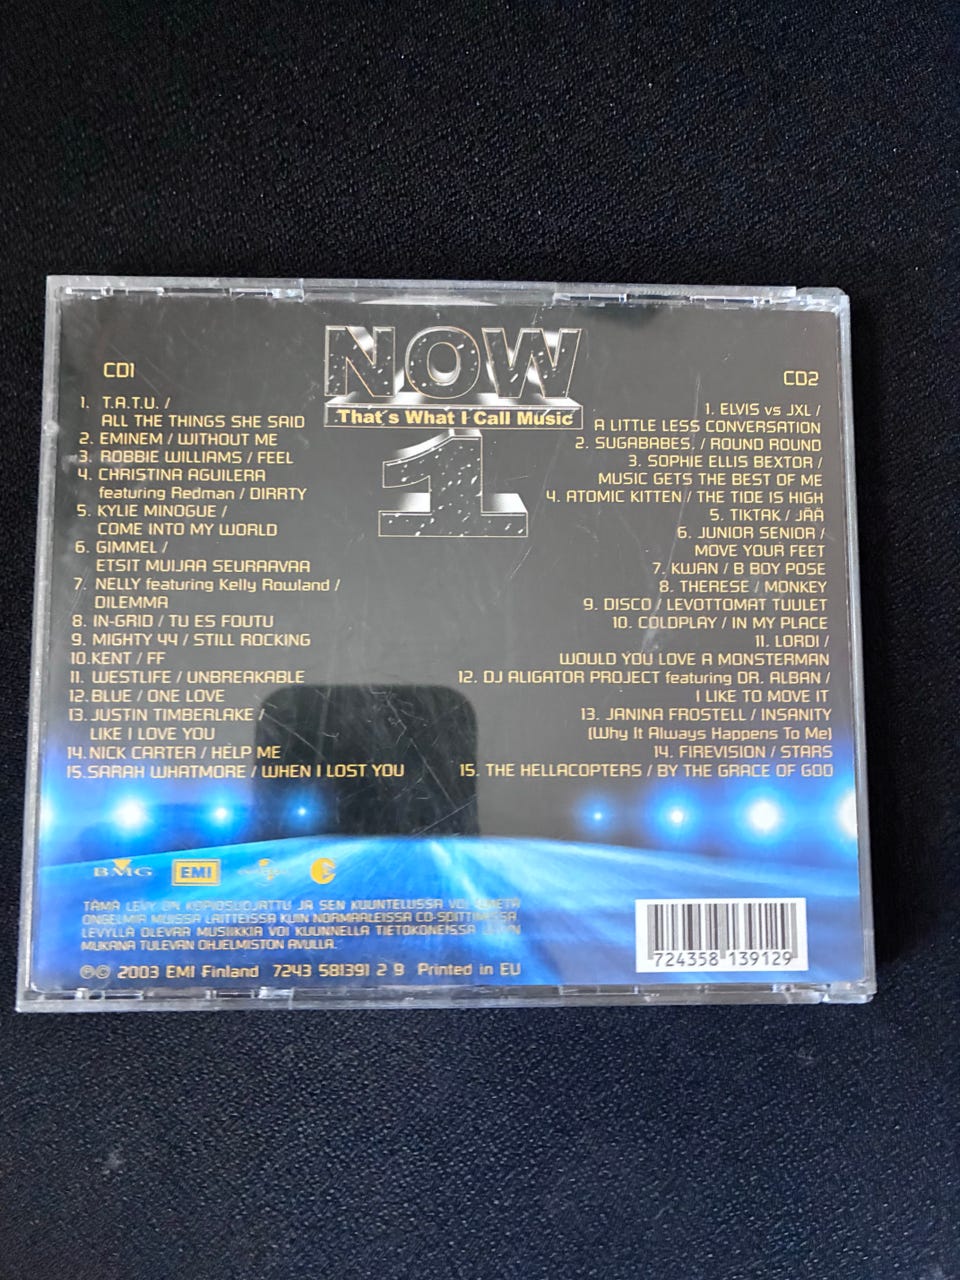 NOW
That's What I Call Music
1
CD1
1. T.A.T.U. /
ALL THE THINGS SHE SAID
2. EMINEM / WITHOUT ME
3. ROBBIE WILLIAMS / FEEL
4. CHRISTINA AGUILERA
featuring Redman / DIRRTY
5. KYLIE MINOGUE /
COME INTO MY WORLD
6. GIMMEL /
ETSIT MUIJAA SEURAAVAA
7. NELLY featuring Kelly Rowland /
DILEMMA
8. IN-GRID / TU ES FOUTU
9. MIGHTY 44 / STILL ROCKING
10. KENT / FF
11. WESTLIFE / UNBREAKABLE
12. BLUE / ONE LOVE
13. JUSTIN TIMBERLAKE /
LIKE I LOVE YOU
14. NICK CARTER / HELP ME
15. SARAH WHATMORE / WHEN I LOST YOU
CD2
1. ELVIS vs JXL /
A LITTLE LESS CONVERSATION
2. SUGABABES. / ROUND ROUND
3. SOPHIE ELLIS BEXTOR /
MUSIC GETS THE BEST OF ME
4. ATOMIC KITTEN / THE TIDE IS HIGH
5. TIKTAK / JÄÄ
6. JUNIOR SENIOR /
MOVE YOUR FEET
7. KWAN / B BOY POSE
8. THERESE / MONKEY
9. DISCO / LEVOTTOMAT TUULET
10. COLDPLAY / IN MY PLACE
11. LORDI /
WOULD YOU LOVE A MONSTERMAN
12. DJ ALIGATOR PROJECT featuring DR. ALBAN /
I LIKE TO MOVE IT
13. JANINA FROSTELL / INSANITY
(Why It Always Happens To Me)
14. FIREVISION / STARS
15. THE HELLACOPTERS / BY THE GRACE OF GOD
BMG EMI
TÄMÄ LEVY ON KOPIOSUOJATTU JA SEN KUUNTELUSSA VOI ILMETÄ
ONGELMIA MUISSA LAITTEISSA KUIN NORMAALEISSA CD-SOITTIMISSA.
LEVYLLÄ OLEVAA MUSIIKKIA VOI KUUNNELLA TIETOKONEISSA LEVYN
MUKANA TULEVAN OHJELMISTON AVULLA.
℗© 2003 EMI Finland 7243 581391 2 9 Printed in EU
724358 139129